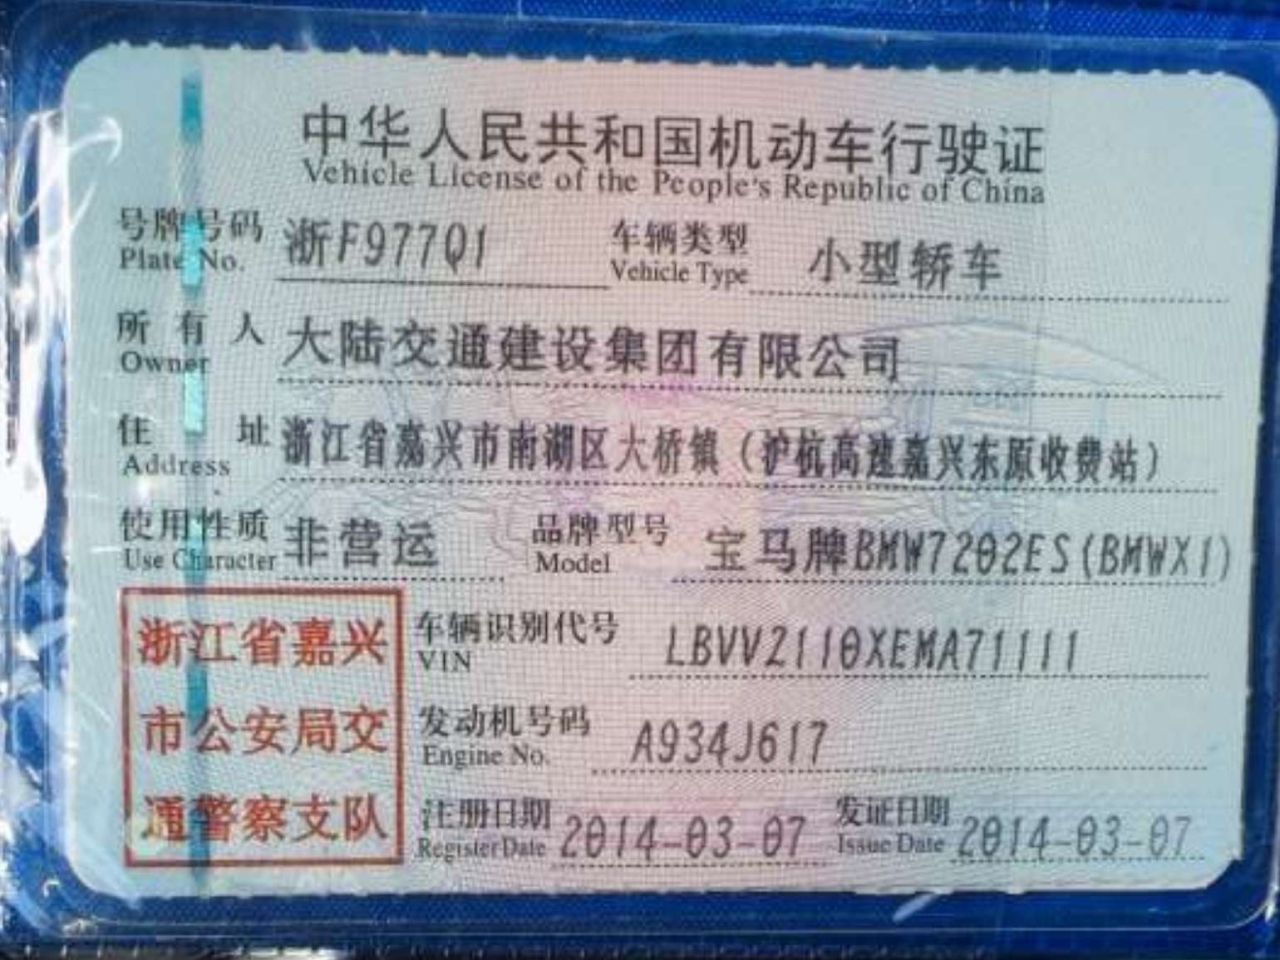 中华人民共和国机动车行驶证
Vehicle License of the People's Republic of China
号牌号码 浙F977Q1 车辆类型 小型轿车
Plate No. Vehicle Type
所有人 大陆交通建设集团有限公司
Owner
住址 浙江省嘉兴市南湖区大桥镇（沪杭高速嘉兴东原收费站）
Address
使用性质 非营运 品牌型号 宝马牌BMW7202ES(BMWX1)
Use Character Model
浙江省嘉兴
市公安局交
通警察支队
车辆识别代号 LBVVZ110XEMA71111
VIN
发动机号码 A934J617
Engine No.
注册日期 2014-03-07 发证日期 2014-03-07
Register Date Issue Date